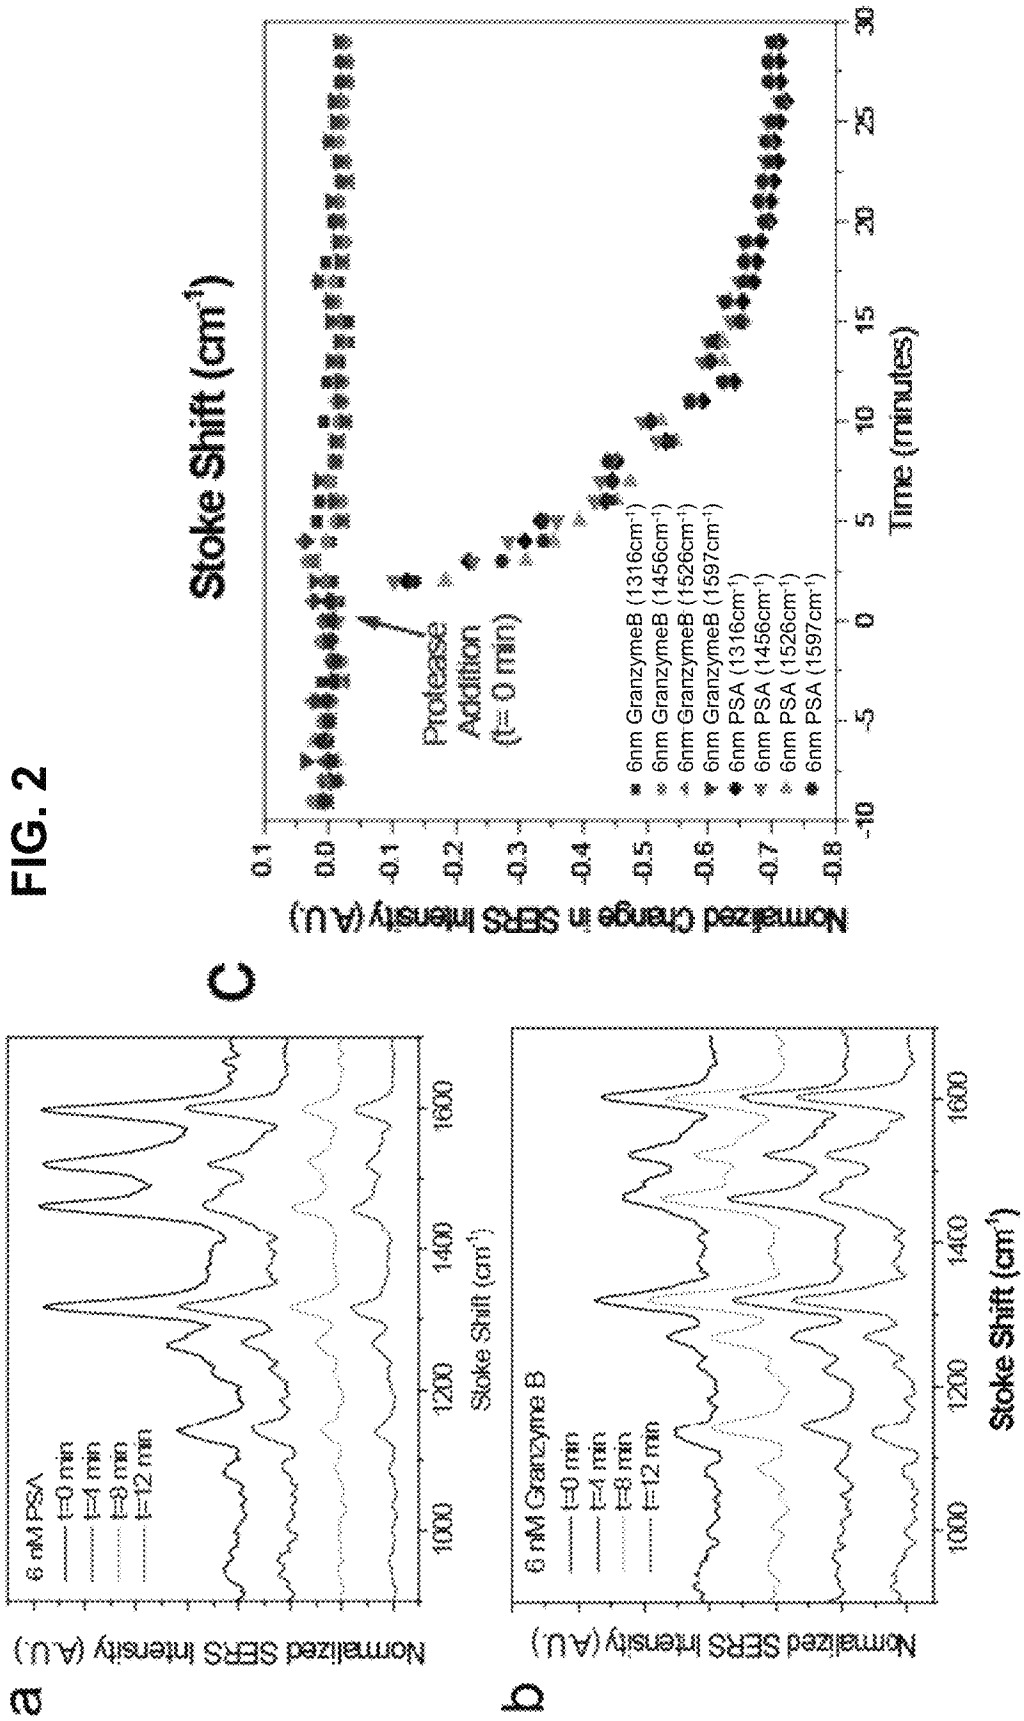 FIG. 2
a
6 nM PSA
t=0 min
t=4 min
t=8 min
t=12 min
Normalized SERS Intensity (A.U.)
1000
1200
1400
1600
Stoke Shift (cm-1)
b
6 nM Granzyme B
t=0 min
t=4 min
t=8 min
t=12 min
Normalized SERS Intensity (A.U.)
1000
1200
1400
1600
Stoke Shift (cm-1)
C
Stoke Shift (cm-1)
Normalized Change in SERS Intensity (A.U.)
0.1
0.0
-0.1
-0.2
-0.3
-0.4
-0.5
-0.6
-0.7
-0.8
Protease
Addition
(t= 0 min)
6nm GranzymeB (1316cm-1)
6nm GranzymeB (1456cm-1)
6nm GranzymeB (1526cm-1)
6nm GranzymeB (1597cm-1)
6nm PSA (1316cm-1)
6nm PSA (1456cm-1)
6nm PSA (1526cm-1)
6nm PSA (1597cm-1)
-10
-5
0
5
10
15
20
25
30
Time (minutes)